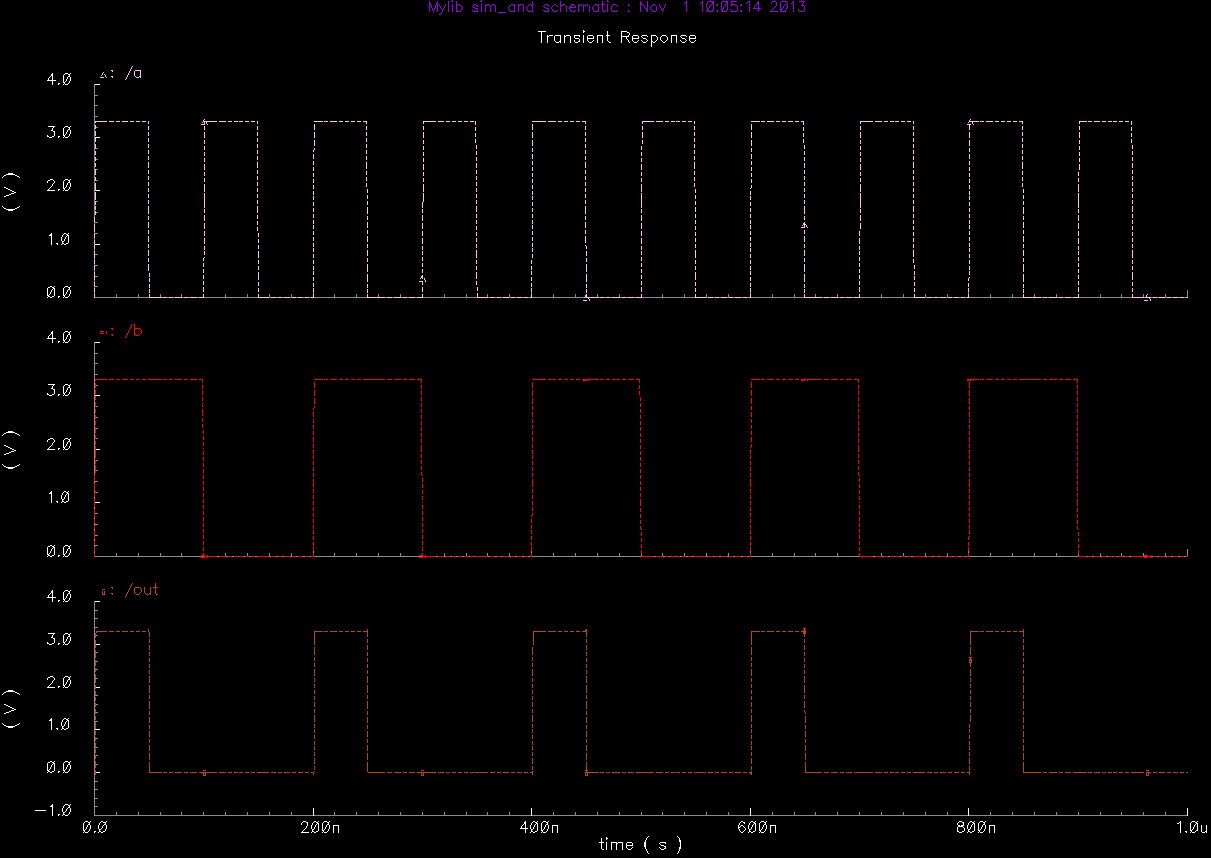 Mylib sim_and schematic : Nov 1 10:05:14 2013
Transient Response
: /a
4.0
3.0
2.0
1.0
0.0
( V )
: /b
4.0
3.0
2.0
1.0
0.0
( V )
: /out
4.0
3.0
2.0
1.0
0.0
-1.0
( V )
0.0 200n 400n 600n 800n 1.0u
time ( s )